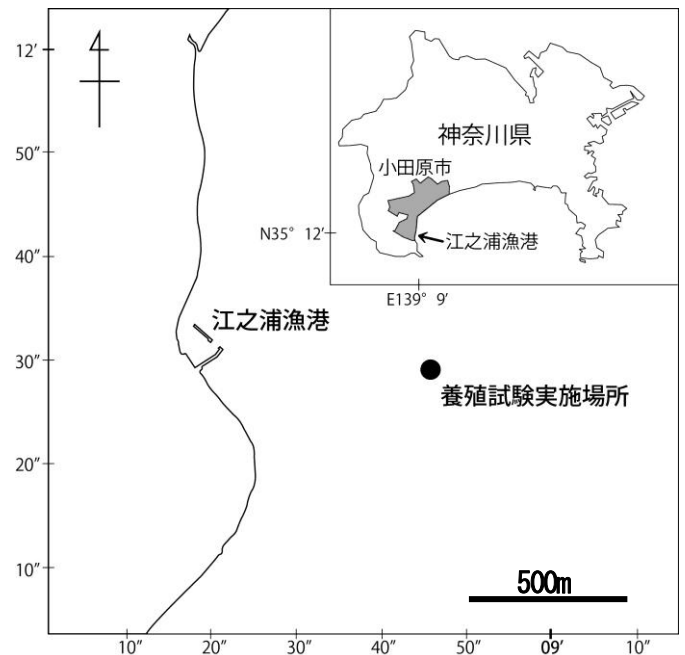 12′
50″
40″
30″
20″
10″
10″
20″
30″
40″
50″
09′
10″
江之浦漁港
養殖試験実施場所
500m
神奈川県
小田原市
N35° 12′
江之浦漁港
E139° 9′